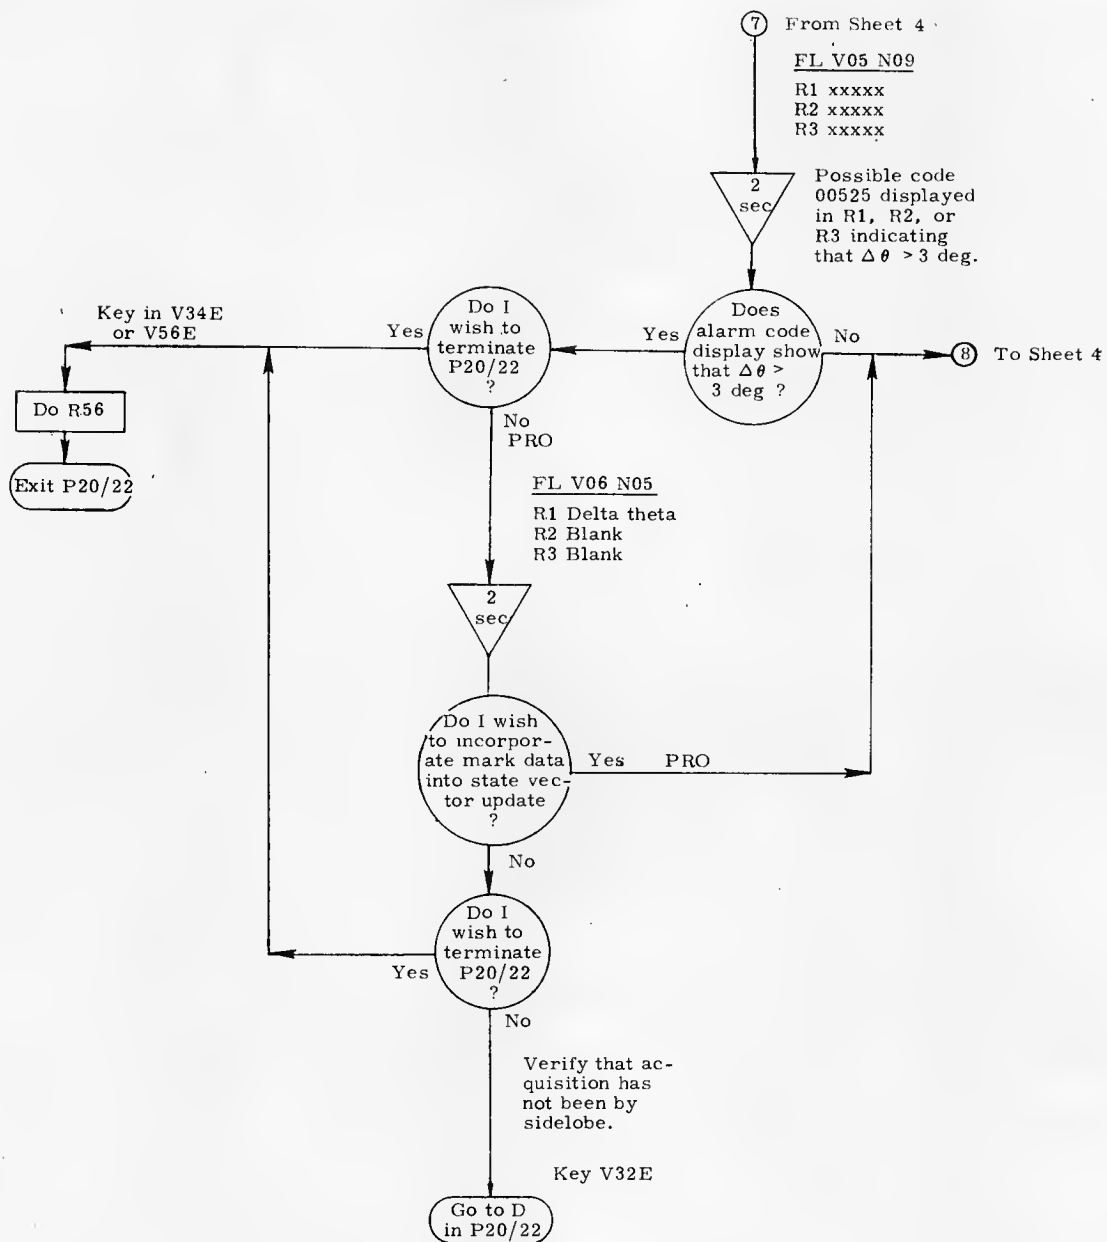 7 From Sheet 4
FL V05 N09
R1 xxxxx
R2 xxxxx
R3 xxxxx
2
sec
Possible code
00525 displayed
in R1, R2, or
R3 indicating
that Δθ > 3 deg.
Does
alarm code
display show
that Δθ >
3 deg ?
No
8 To Sheet 4
Yes
Do I
wish to
terminate
P20/22
?
Yes
Key in V34E
or V56E
Do R56
Exit P20/22
No
PRO
FL V06 N05
R1 Delta theta
R2 Blank
R3 Blank
2
sec
Do I wish
to incorpor-
ate mark data
into state vec-
tor update
?
Yes PRO
No
Do I
wish to
terminate
P20/22
?
Yes
No
Verify that ac-
quisition has
not been by
sidelobe.
Key V32E
Go to D
in P20/22